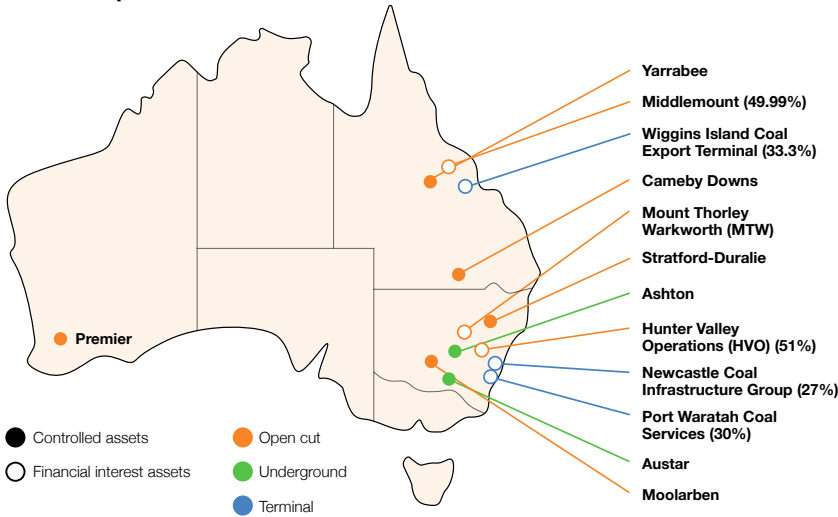 Yarrabee
Middlemount (49.99%)
Wiggins Island Coal
Export Terminal (33.3%)
Cameby Downs
Mount Thorley
Warkworth (MTW)
Stratford-Duralie
Ashton
Hunter Valley
Operations (HVO) (51%)
Newcastle Coal
Infrastructure Group (27%)
Port Waratah Coal
Services (30%)
Austar
Moolarben
Premier
Controlled assets
Financial interest assets
Open cut
Underground
Terminal